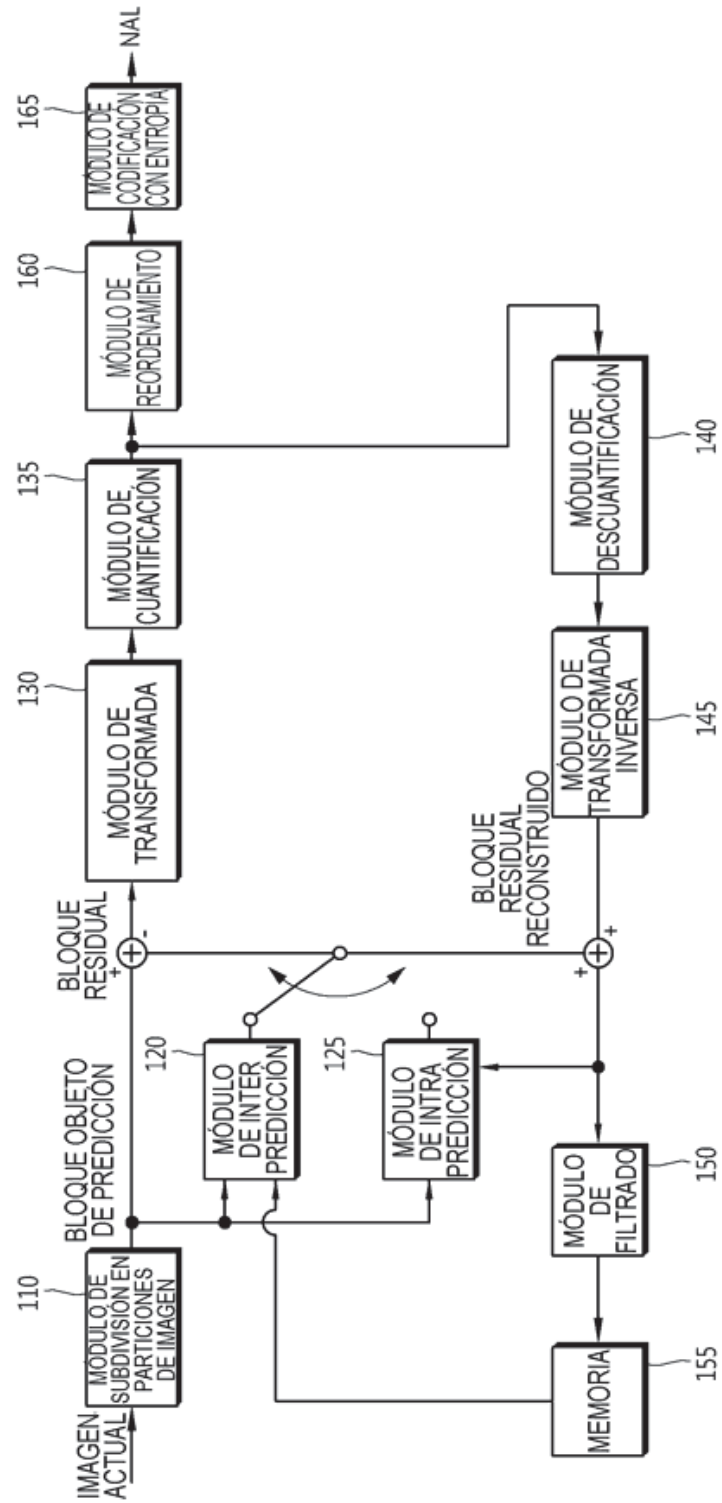 IMAGEN
ACTUAL
110
MÓDULO DE
SUBDIVISIÓN EN
PARTICIONES
DE IMAGEN
BLOQUE OBJETO
DE PREDICCIÓN
BLOQUE
RESIDUAL
+
-
130
MÓDULO DE
TRANSFORMADA
135
MÓDULO DE
CUANTIFICACIÓN
160
MÓDULO DE
REORDENAMIENTO
165
MÓDULO DE
CODIFICACIÓN
CON ENTROPÍA
NAL
120
MÓDULO
DE INTER
PREDICCIÓN
125
MÓDULO
DE INTRA
PREDICCIÓN
BLOQUE
RESIDUAL
RECONSTRUIDO
+
+
MEMORIA
155
MÓDULO
DE
FILTRADO
150
MÓDULO DE
TRANSFORMADA
INVERSA
145
MÓDULO DE
DESCUANTIFICACIÓN
140